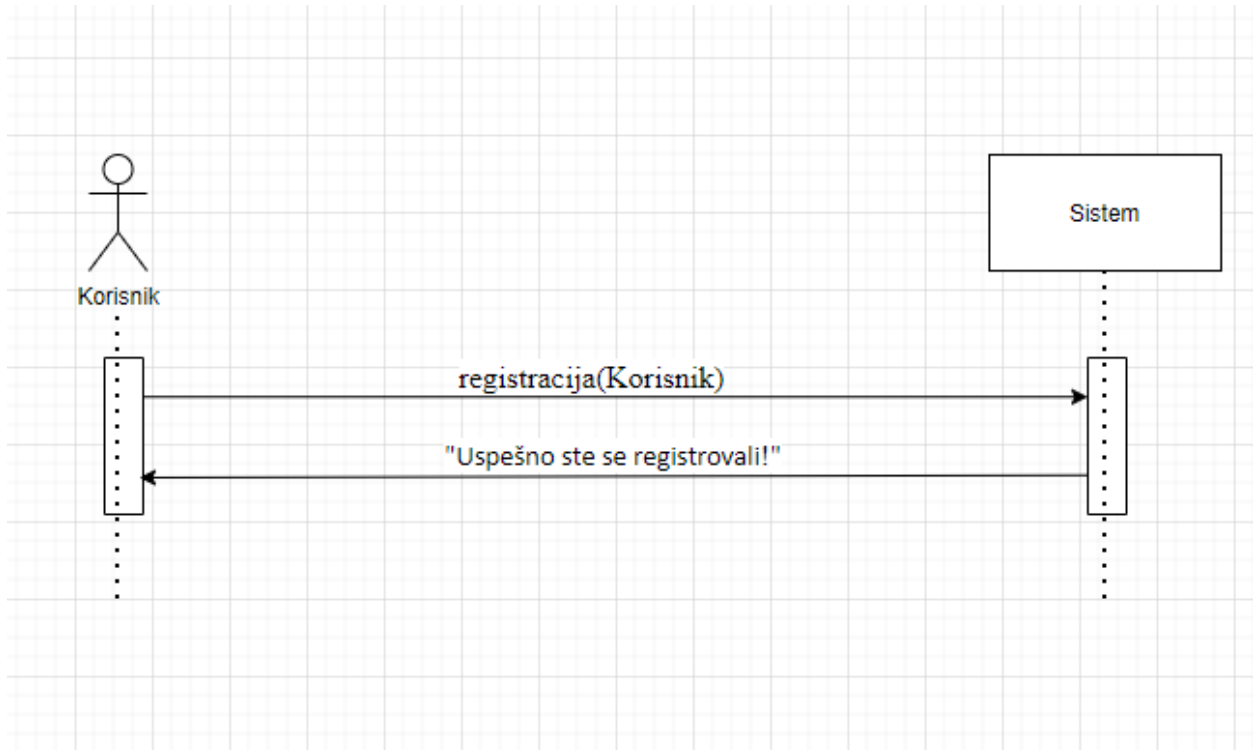 Sistem
Korisnik
registracija(Korisnik)
"Uspešno ste se registrovali!"